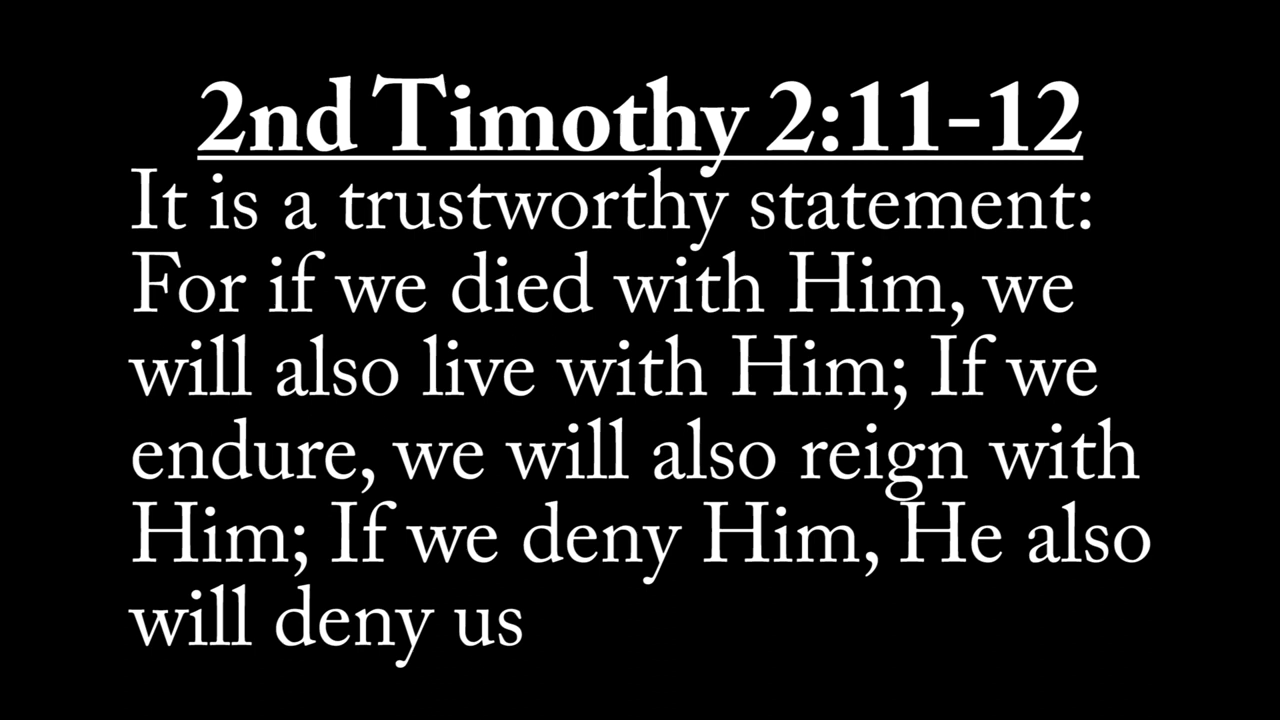 2nd Timothy 2:11-12
It is a trustworthy statement:
For if we died with Him, we
will also live with Him; If we
endure, we will also reign with
Him; If we deny Him, He also
will deny us